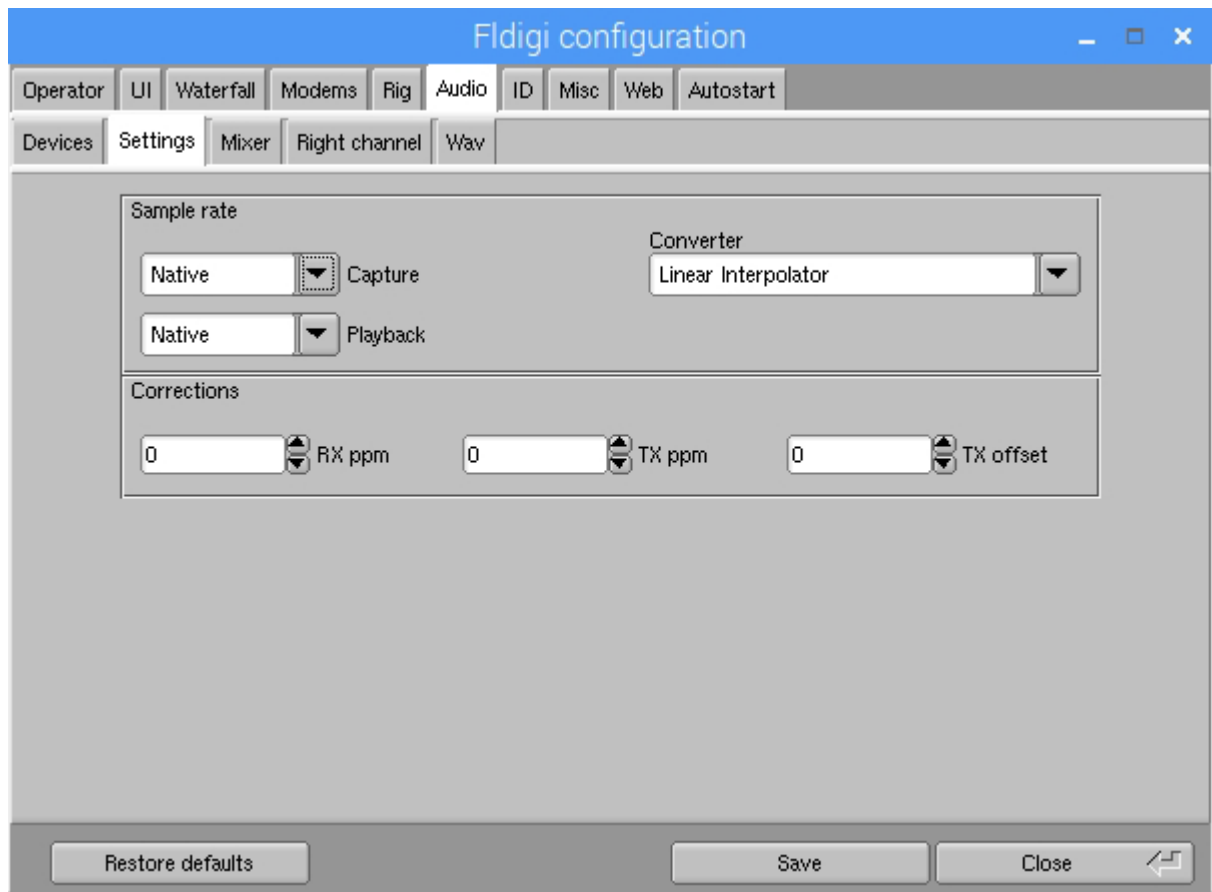 Fldigi configuration
Operator UI Waterfall Modems Rig Audio ID Misc Web Autostart
Devices Settings Mixer Right channel Wav
Sample rate
Converter
Native Capture Linear Interpolator
Native Playback
Corrections
0 RX ppm 0 TX ppm 0 TX offset
Restore defaults Save Close